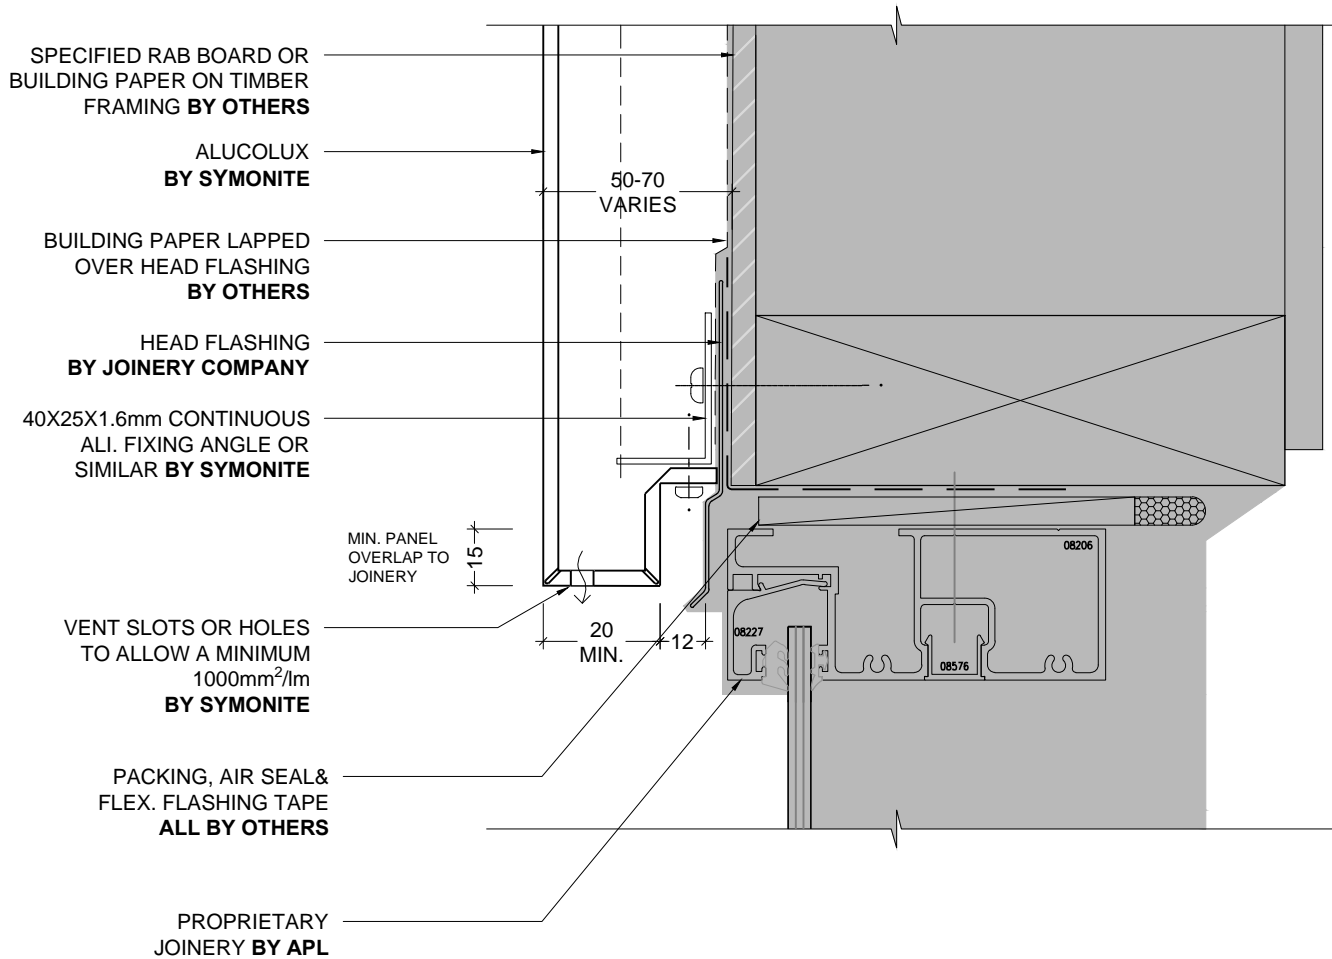 SPECIFIED RAB BOARD OR
BUILDING PAPER ON TIMBER
FRAMING BY OTHERS
ALUCOLUX
BY SYMONITE
50-70
VARIES
BUILDING PAPER LAPPED
OVER HEAD FLASHING
BY OTHERS
HEAD FLASHING
BY JOINERY COMPANY
40X25X1.6mm CONTINUOUS
ALI. FIXING ANGLE OR
SIMILAR BY SYMONITE
MIN. PANEL
OVERLAP TO
JOINERY
15
08206
08227
08576
VENT SLOTS OR HOLES
TO ALLOW A MINIMUM
1000mm²/lm
BY SYMONITE
20
MIN.
12
PACKING, AIR SEAL&
FLEX. FLASHING TAPE
ALL BY OTHERS
PROPRIETARY
JOINERY BY APL